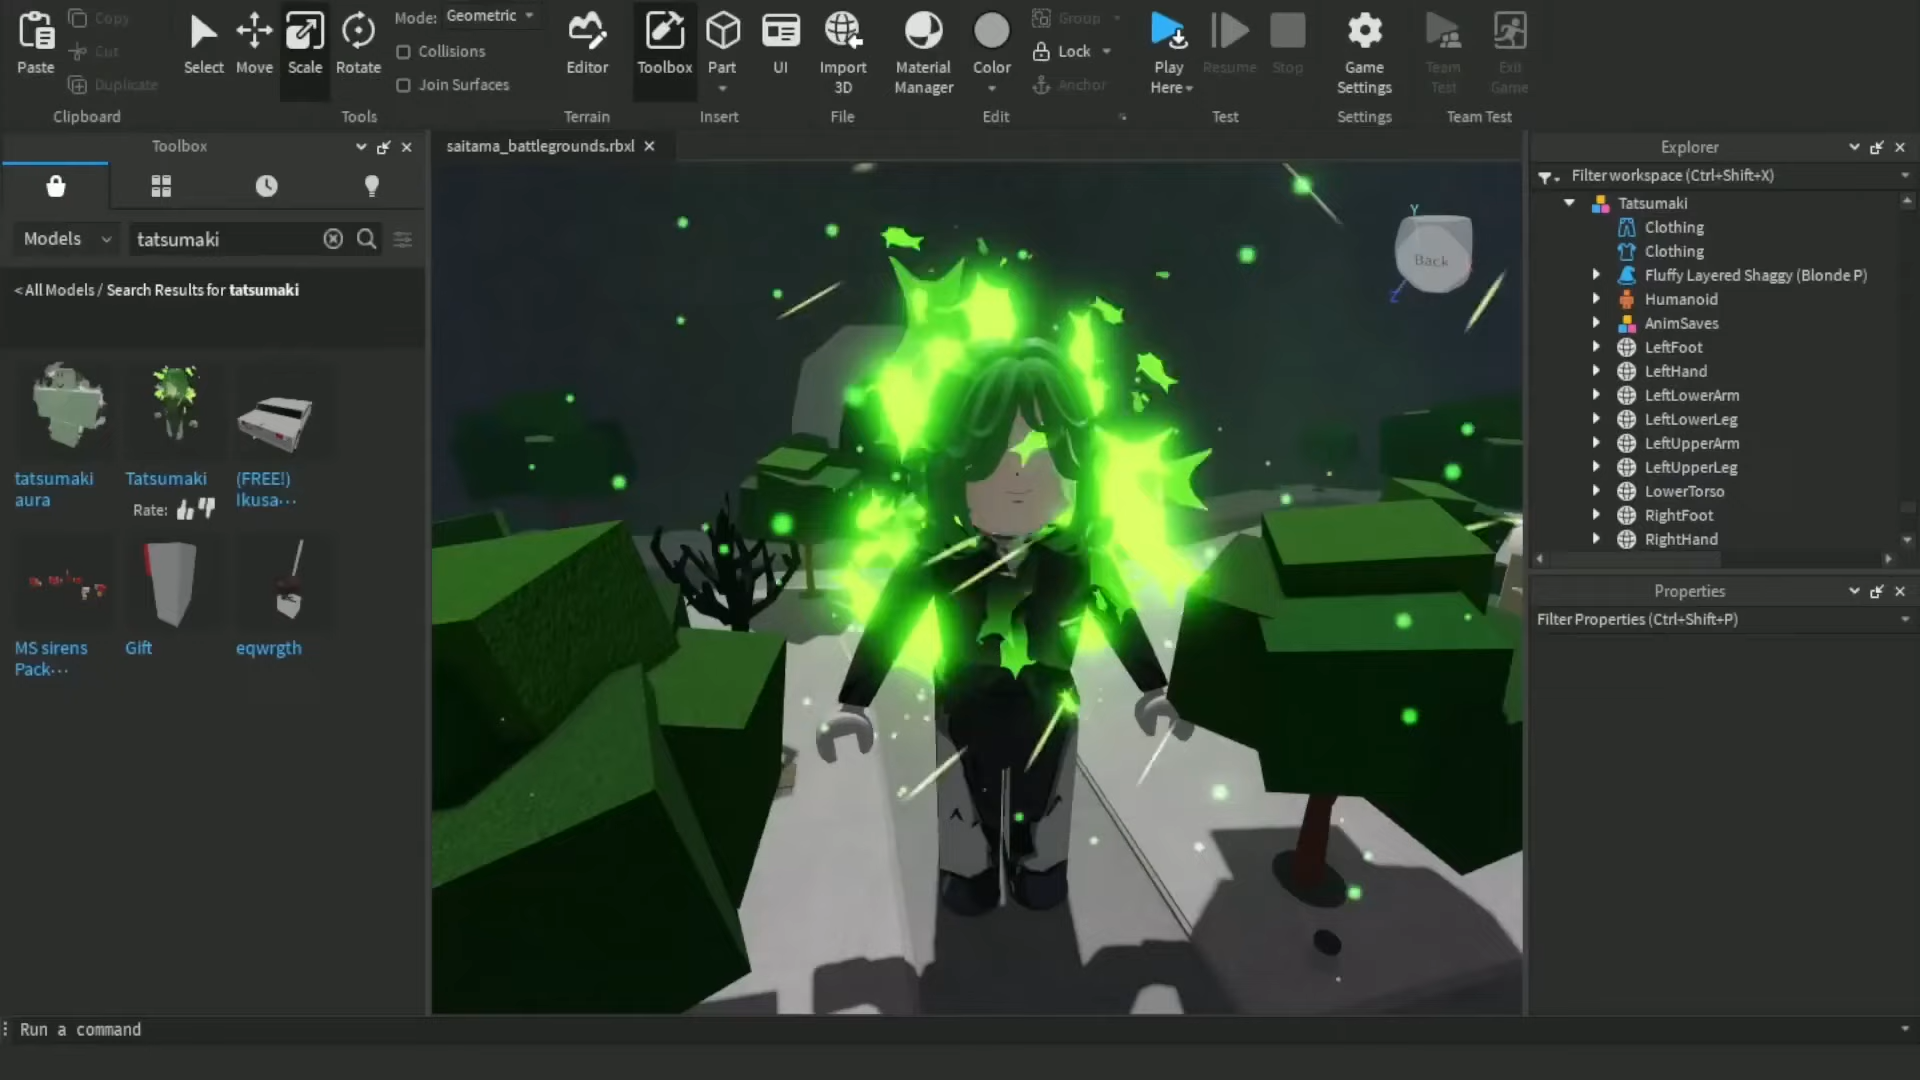 Paste
Copy
Cut
Duplicate
Clipboard
Select
Move
Scale
Rotate
Mode: Geometric
Collisions
Join Surfaces
Tools
Editor
Terrain
Toolbox
Part
UI
Insert
Import
3D
File
Material
Manager
Color
Group
Lock
Anchor
Edit
Play
Here
Resume
Stop
Test
Game
Settings
Settings
Team
Test
Exit
Game
Team Test
Toolbox
Models
tatsumaki
< All Models / Search Results for tatsumaki
tatsumaki
aura
Tatsumaki
Rate:
(FREE!)
Ikusa...
MS sirens
Pack...
Gift
eqwrgth
saitama_battlegrounds.rbxl
Y
Back
Z
Explorer
Filter workspace (Ctrl+Shift+X)
Tatsumaki
Clothing
Clothing
Fluffy Layered Shaggy (Blonde P)
Humanoid
AnimSaves
LeftFoot
LeftHand
LeftLowerArm
LeftLowerLeg
LeftUpperArm
LeftUpperLeg
LowerTorso
RightFoot
RightHand
Properties
Filter Properties (Ctrl+Shift+P)
Run a command